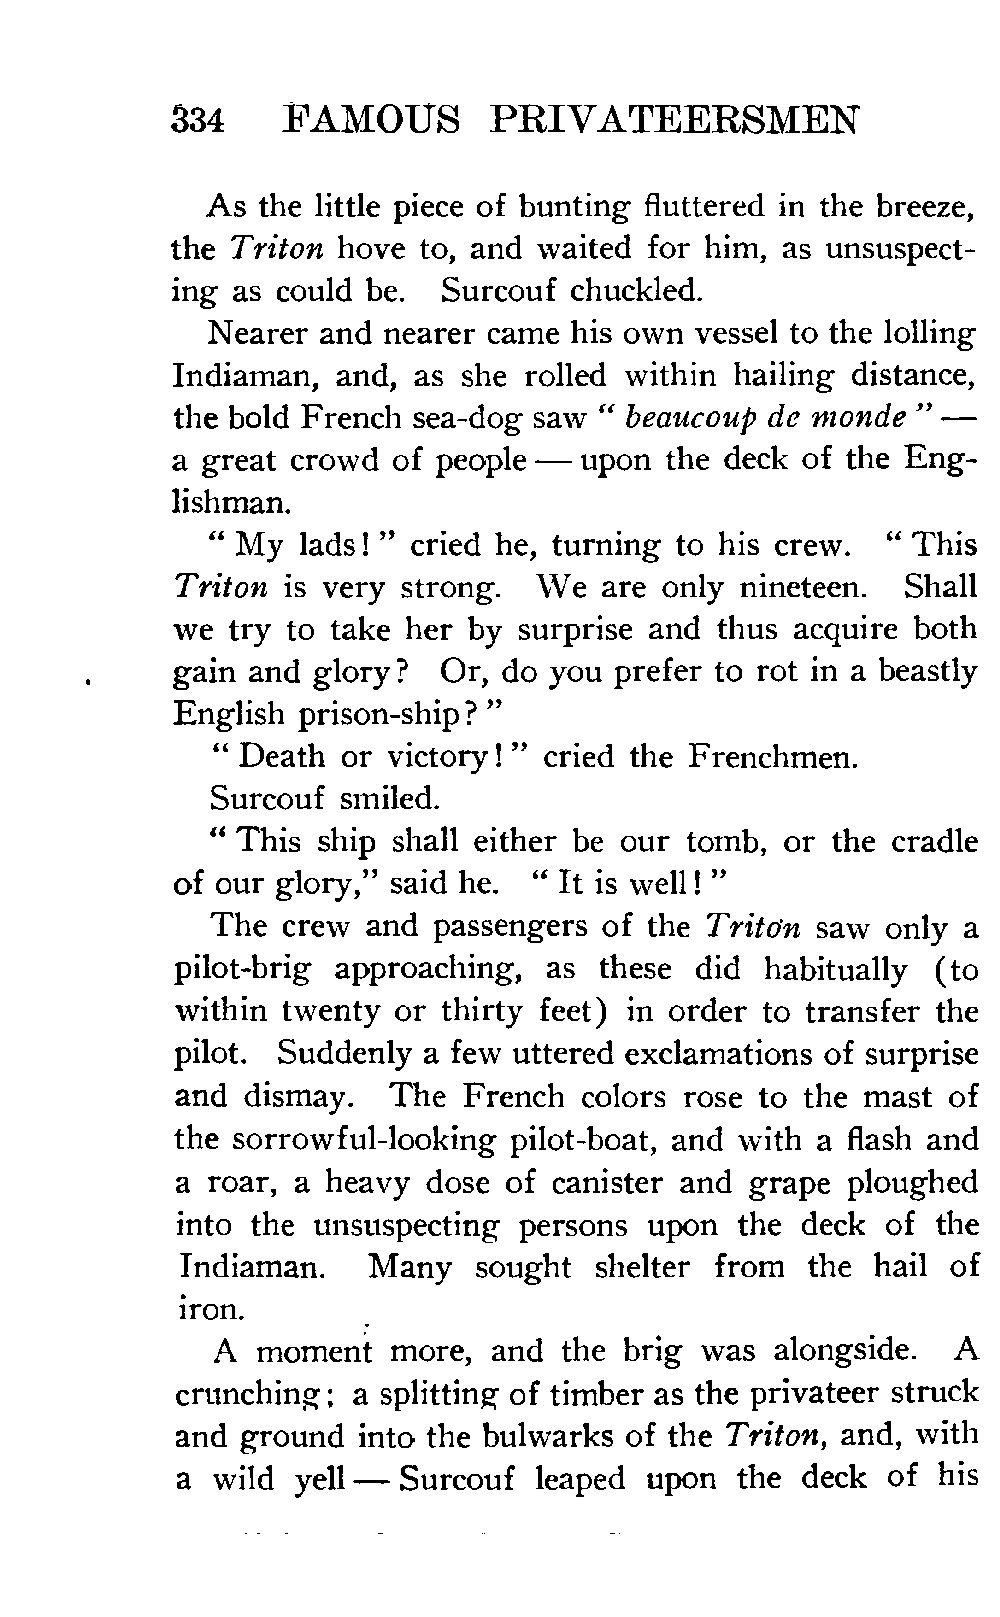 334 FAMOUS PRIVATEERSMEN
As the little piece of bunting fluttered in the breeze,
the Triton hove to, and waited for him, as unsuspect-
ing as could be. Surcouf chuckled.
Nearer and nearer came his own vessel to the lolling
Indiaman, and, as she rolled within hailing distance,
the bold French sea-dog saw “ beaucoup de monde ” —
a great crowd of people — upon the deck of the Eng-
lishman.
“ My lads! ” cried he, turning to his crew. “ This
Triton is very strong. We are only nineteen. Shall
we try to take her by surprise and thus acquire both
gain and glory? Or, do you prefer to rot in a beastly
English prison-ship? ”
“ Death or victory! ” cried the Frenchmen.
Surcouf smiled.
“ This ship shall either be our tomb, or the cradle
of our glory,” said he. “ It is well! ”
The crew and passengers of the Triton saw only a
pilot-brig approaching, as these did habitually (to
within twenty or thirty feet) in order to transfer the
pilot. Suddenly a few uttered exclamations of surprise
and dismay. The French colors rose to the mast of
the sorrowful-looking pilot-boat, and with a flash and
a roar, a heavy dose of canister and grape ploughed
into the unsuspecting persons upon the deck of the
Indiaman. Many sought shelter from the hail of
iron.
A moment more, and the brig was alongside. A
crunching; a splitting of timber as the privateer struck
and ground into the bulwarks of the Triton, and, with
a wild yell — Surcouf leaped upon the deck of his